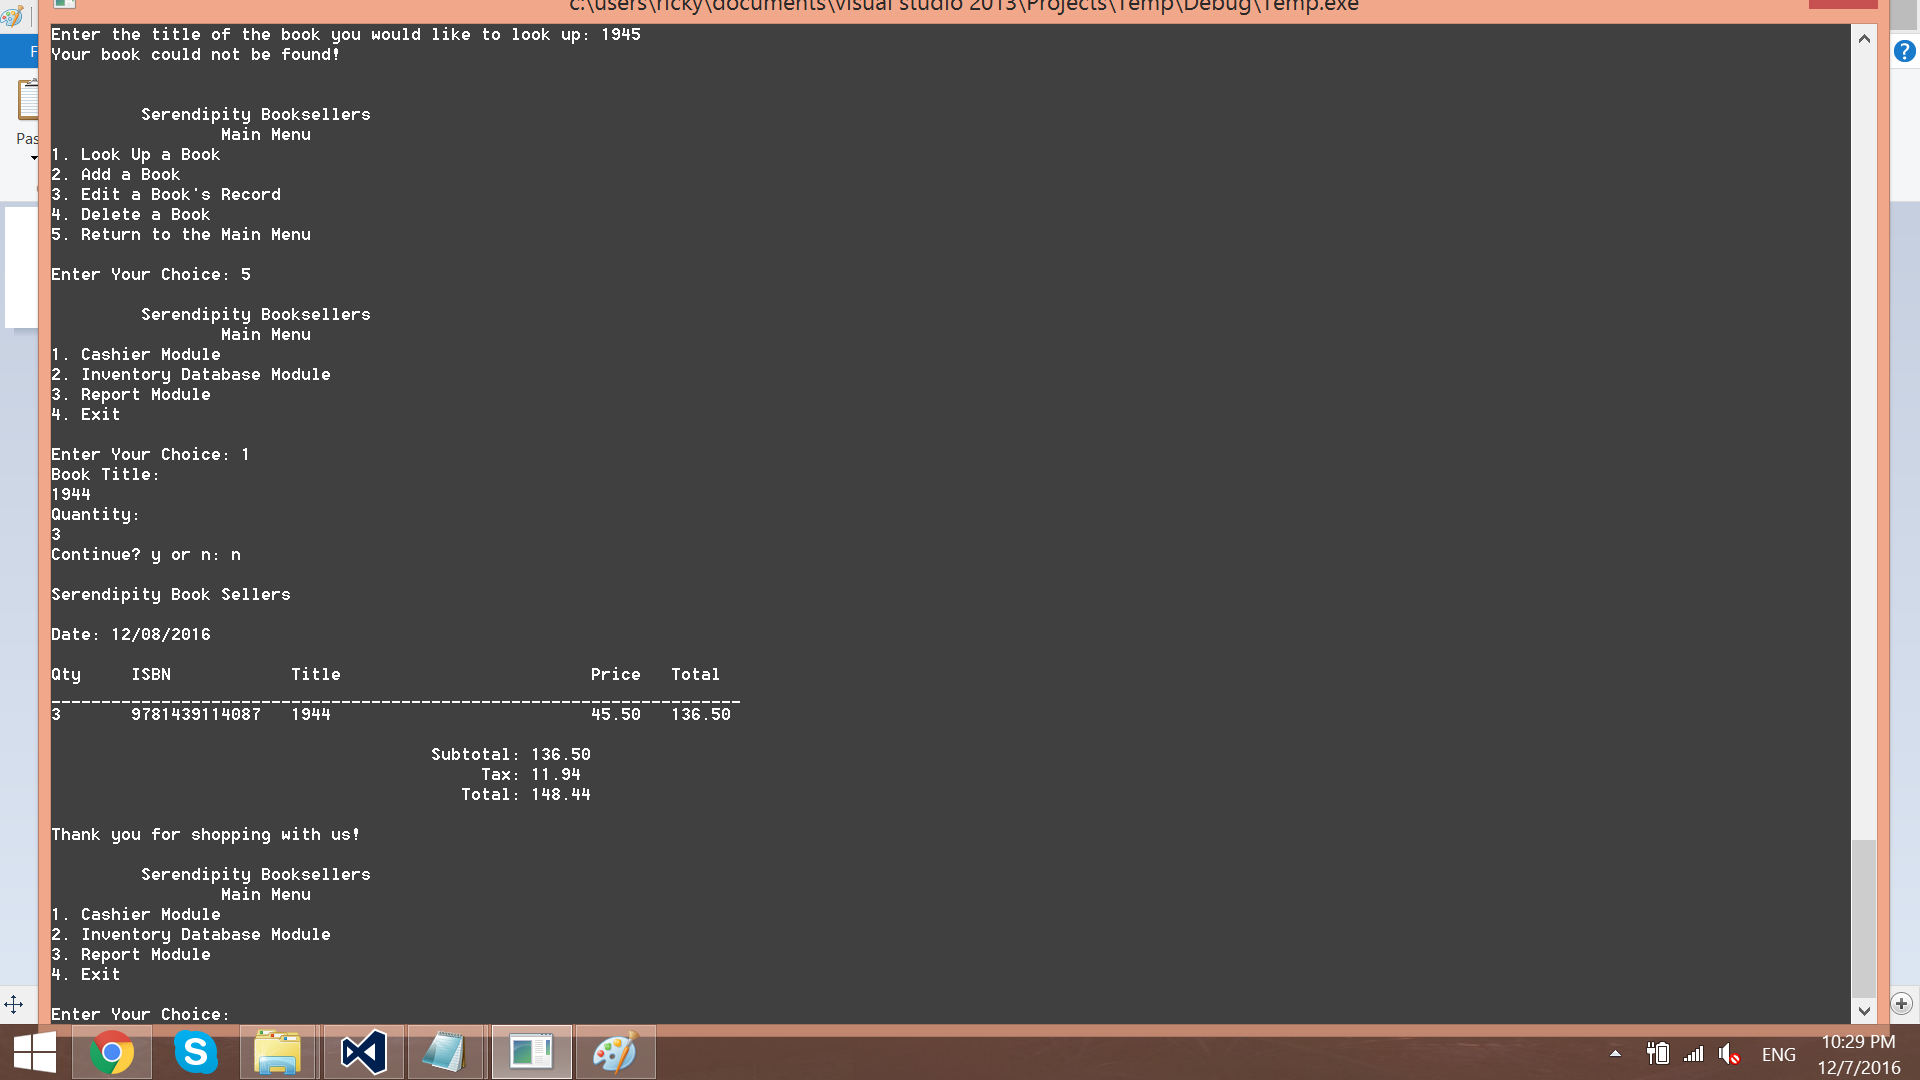 c:\users\ricky\documents\visual studio 2013\Projects\Temp\Debug\Temp.exe
Enter the title of the book you would like to look up: 1945
Your book could not be found!
Serendipity Booksellers
Main Menu
1. Look Up a Book
2. Add a Book
3. Edit a Book's Record
4. Delete a Book
5. Return to the Main Menu
Enter Your Choice: 5
Serendipity Booksellers
Main Menu
1. Cashier Module
2. Inventory Database Module
3. Report Module
4. Exit
Enter Your Choice: 1
Book Title:
1944
Quantity:
3
Continue? y or n: n
Serendipity Book Sellers
Date: 12/08/2016
Qty ISBN Title Price Total
_____________________________________________________________________
3 9781439114087 1944 45.50 136.50
Subtotal: 136.50
Tax: 11.94
Total: 148.44
Thank you for shopping with us!
Serendipity Booksellers
Main Menu
1. Cashier Module
2. Inventory Database Module
3. Report Module
4. Exit
Enter Your Choice:
F
Pas
ENG
10:29 PM
12/7/2016